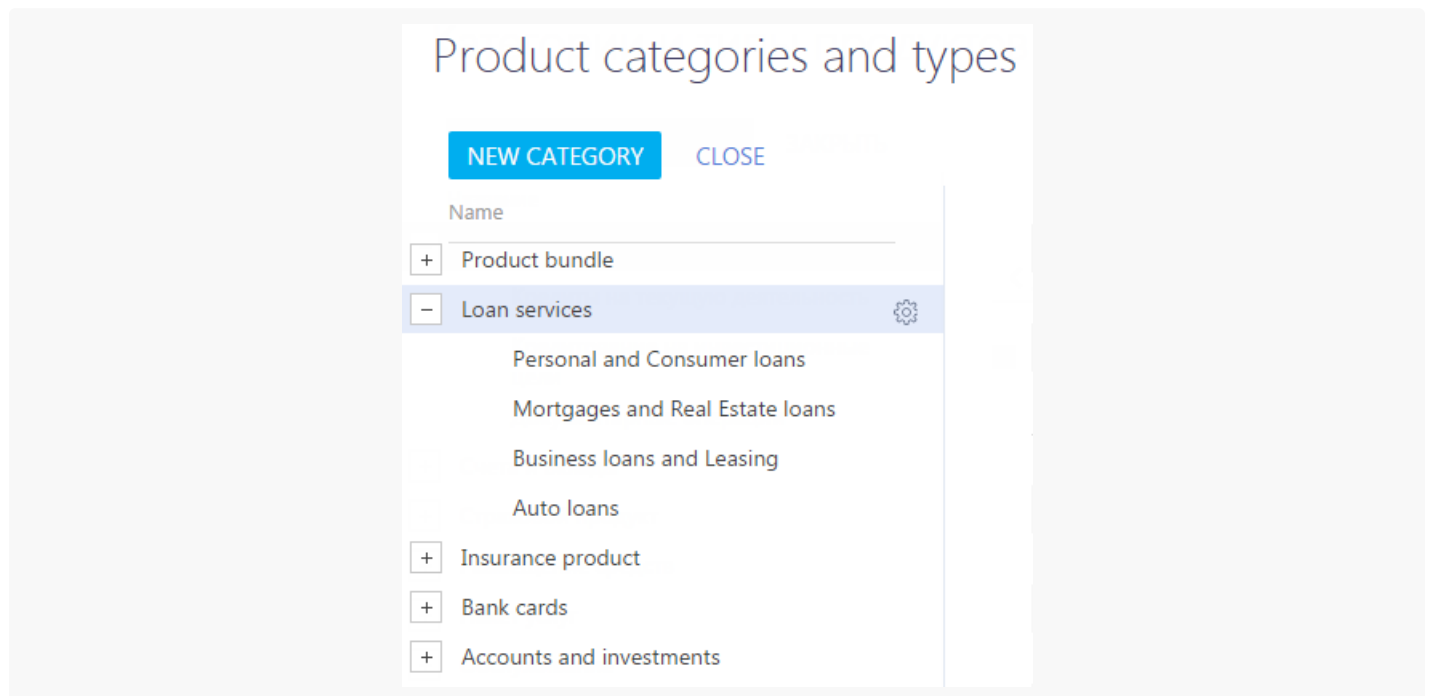 Product categories and types
NEW CATEGORY CLOSE
Name
+ Product bundle
− Loan services
Personal and Consumer loans
Mortgages and Real Estate loans
Business loans and Leasing
Auto loans
+ Insurance product
+ Bank cards
+ Accounts and investments